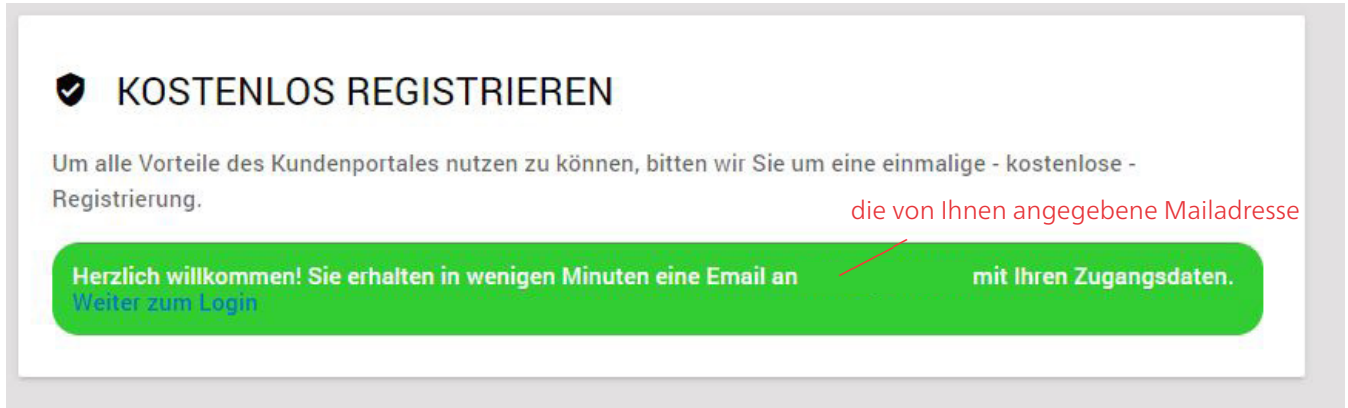 KOSTENLOS REGISTRIEREN
Um alle Vorteile des Kundenportales nutzen zu können, bitten wir Sie um eine einmalige - kostenlose -
Registrierung.
die von Ihnen angegebene Mailadresse
Herzlich willkommen! Sie erhalten in wenigen Minuten eine Email an mit Ihren Zugangsdaten.
Weiter zum Login